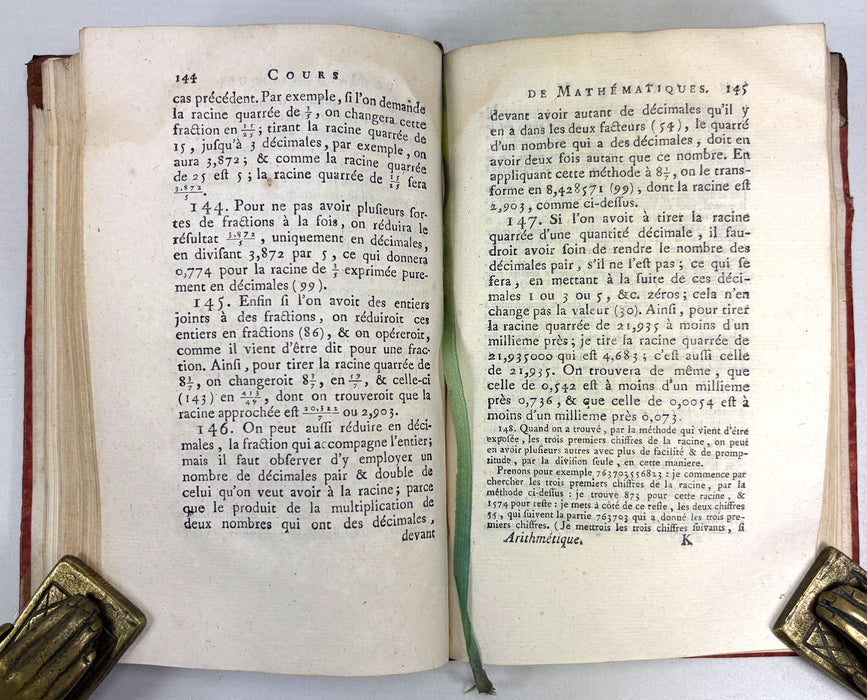 144 COURS
cas précédent. Par exemple, si l'on demande
la racine quarrée de 3/5, on changera cette
fraction en 15/25; tirant la racine quarrée de
15, jusqu'à 3 décimales, par exemple, on
aura 3,872; & comme la racine quarrée
de 25 est 5; la racine quarrée de 15/25 sera
3,872/5.
144. Pour ne pas avoir plusieurs sor-
tes de fractions à la fois, on réduira le
résultat 3,872/5, uniquement en décimales,
en divisant 3,872 par 5, ce qui donnera
0,774 pour la racine de 3/5 exprimée pure-
ment en décimales (99).
145. Enfin si l'on avoit des entiers
joints à des fractions, on réduiroit ces
entiers en fractions (86), & on opéreroit,
comme il vient d'être dit pour une frac-
tion. Ainsi, pour tirer la racine quarrée de
8 3/7, on changeroit 8 3/7, en 59/7, & celle-ci
(143) en 413/49, dont on trouveroit que la
racine approchée est 20,322/7 ou 2,903.
146. On peut aussi réduire en déci-
males, la fraction qui accompagne l'entier;
mais il faut observer d'y employer un
nombre de décimales pair & double de
celui qu'on veut avoir à la racine; parce
que le produit de la multiplication de
deux nombres qui ont des décimales,
devant
DE MATHÉMATIQUES. 145
devant avoir autant de décimales qu'il y
en a dans les deux facteurs (54), le quarré
d'un nombre qui a des décimales, doit en
avoir deux fois autant que ce nombre. En
appliquant cette méthode à 8 3/7, on le trans-
forme en 8,428571 (99), dont la racine est
2,903, comme ci-dessus.
147. Si l'on avoit à tirer la racine
quarrée d'une quantité décimale, il fau-
droit avoir soin de rendre le nombre des
décimales pair, s'il ne l'est pas; ce qui se
fera, en mettant à la suite de ces déci-
males 1 ou 3 ou 5, &c. zéros; cela n'en
change pas la valeur (30). Ainsi, pour tirer
la racine quarrée de 21,935 à moins d'un
millieme près; je tire la racine quarrée de
21,935000 qui est 4,683; c'est aussi celle
de 21,935. On trouvera de même, que
celle de 0,542 est à moins d'un millieme
près 0,736, & que celle de 0,0054 est à
moins d'un millieme près 0,073.
148. Quand on a trouvé, par la méthode qui vient d'être
exposée, les trois premiers chiffres de la racine, on peut
en avoir plusieurs autres avec plus de facilité & de promp-
titude, par la division seule, en cette maniere.
Prenons pour exemple 763703556823 : je commence par
chercher les trois premiers chiffres de la racine, par la
méthode ci-dessus : je trouve 873 pour cette racine, &
1574 pour reste : je mets à côté de ce reste, les deux chiffres
55, qui suivent la partie 763703 qui a donné les trois pre-
miers chiffres. (Je mettrois les trois chiffres suivants, si
Arithmétique. K